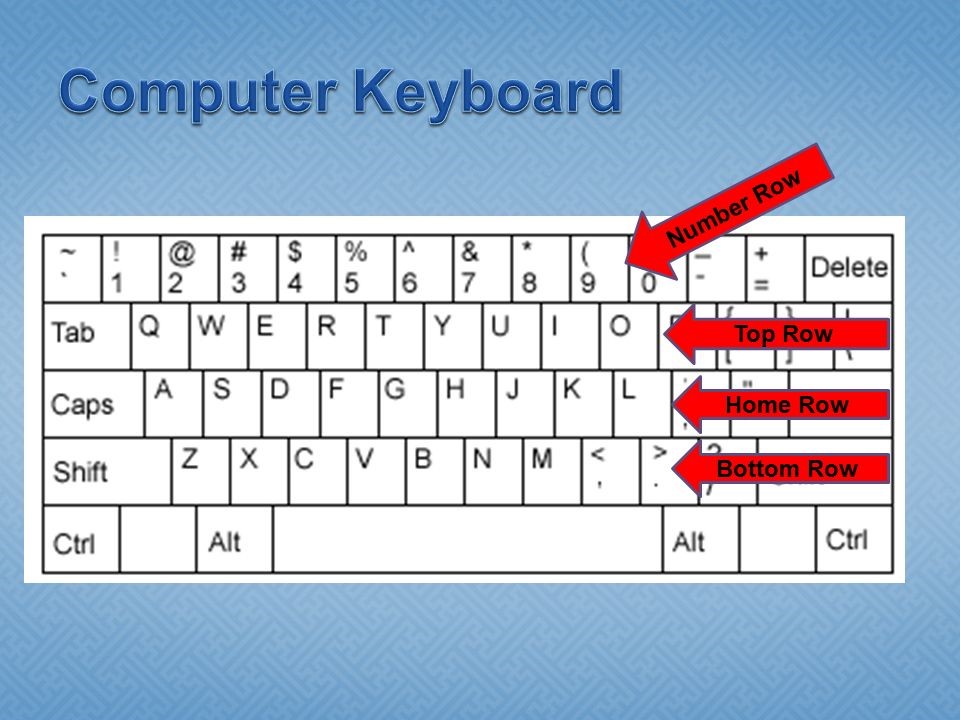 Computer Keyboard
Number Row
~ ! @ # $ % ^ & * ( _ +
` 1 2 3 4 5 6 7 8 9 0 - = Delete
Tab Q W E R T Y U I O Top Row
Caps A S D F G H J K L Home Row
Shift Z X C V B N M < > Bottom Row
, .
Ctrl Alt Alt Ctrl